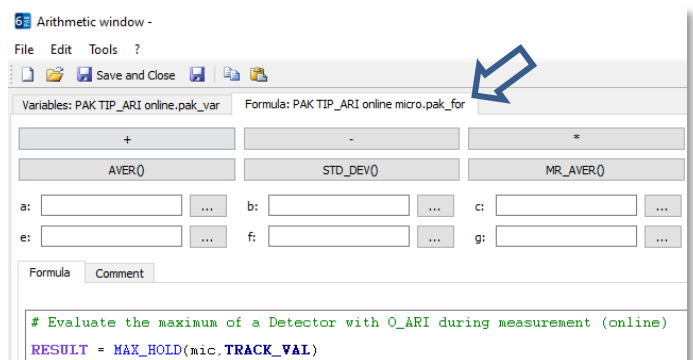 Arithmetic window -
File Edit Tools ?
Save and Close
Variables: PAK TIP_ARI online.pak_var Formula: PAK TIP_ARI online micro.pak_for
+ - *
AVER() STD_DEV() MR_AVER()
a: ... b: ... c: ...
e: ... f: ... g: ...
Formula Comment
# Evaluate the maximum of a Detector with O_ARI during measurement (online)
RESULT = MAX_HOLD(mic,TRACK_VAL)